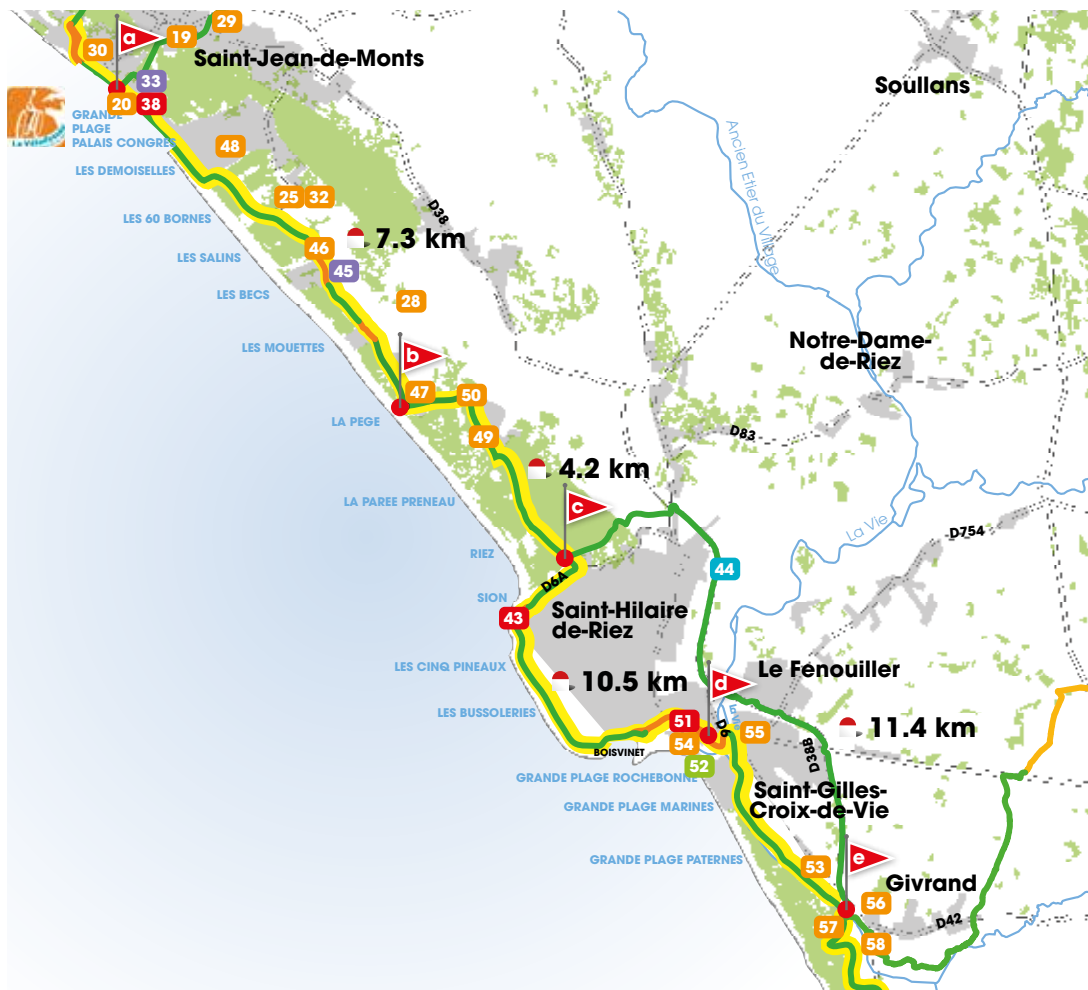 29
a
19
30
Saint-Jean-de-Monts
33
20
38
GRANDE
PLAGE
PALAIS CONGRES
Soullans
LES DEMOISELLES
48
Ancien Etier du Village
25
32
D38
LES 60 BORNES
46
7.3 km
LES SALINS
45
LES BECS
28
LES MOUETTES
b
Notre-Dame-
de-Riez
47
50
LA PEGE
49
D83
4.2 km
LA PAREE PRENEAU
c
La Vie
D754
RIEZ
44
D6A
SION
43
Saint-Hilaire
de-Riez
LES CINQ PINEAUX
10.5 km
d
Le Fenouiller
LES BUSSOLERIES
La Vie
51
D6
55
11.4 km
54
BOISVINET
D38B
52
GRANDE PLAGE ROCHEBONNE
Saint-Gilles-
Croix-de-Vie
GRANDE PLAGE MARINES
GRANDE PLAGE PATERNES
e
53
Givrand
56
57
D42
58